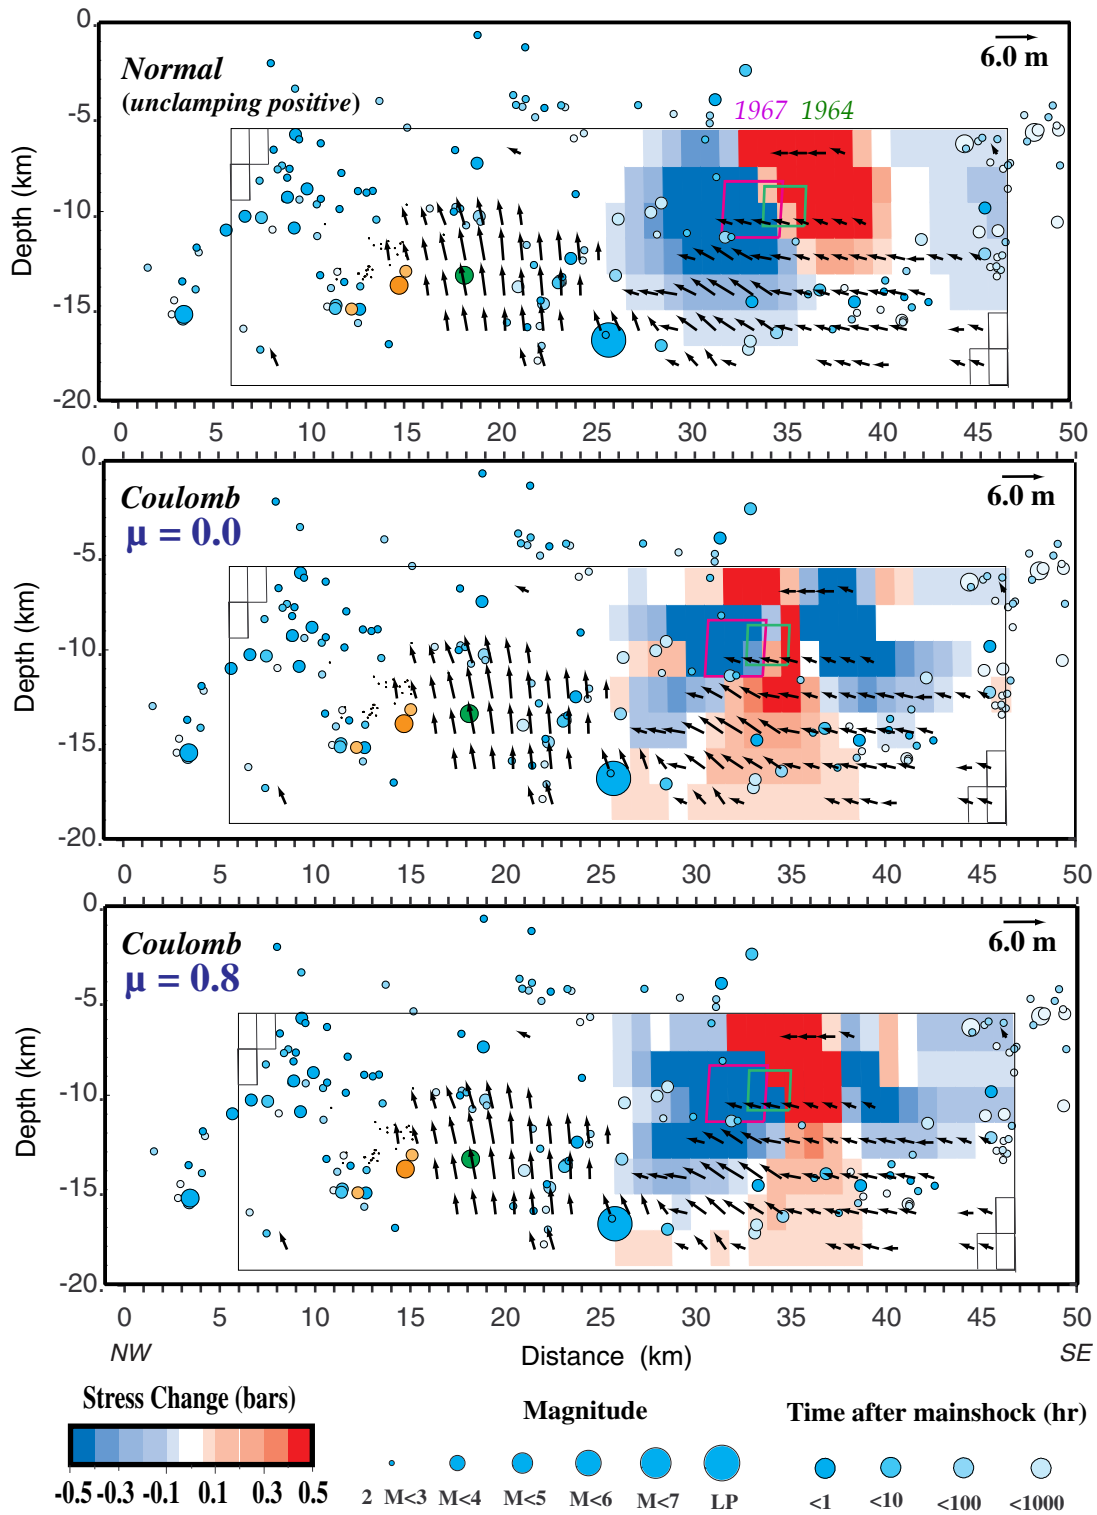 0
-5
-10
-15
-20
Depth (km)
Normal
(unclamping positive)
6.0 m
1967 1964
0 5 10 15 20 25 30 35 40 45 50
0
-5
-10
-15
-20
Depth (km)
Coulomb
μ = 0.0
6.0 m
0 5 10 15 20 25 30 35 40 45 50
0
-5
-10
-15
-20
Depth (km)
Coulomb
μ = 0.8
6.0 m
0 5 10 15 20 25 30 35 40 45 50
NW Distance (km) SE
Stress Change (bars)
-0.5 -0.3 -0.1 0.1 0.3 0.5
Magnitude
2 M<3 M<4 M<5 M<6 M<7 LP
Time after mainshock (hr)
<1 <10 <100 <1000